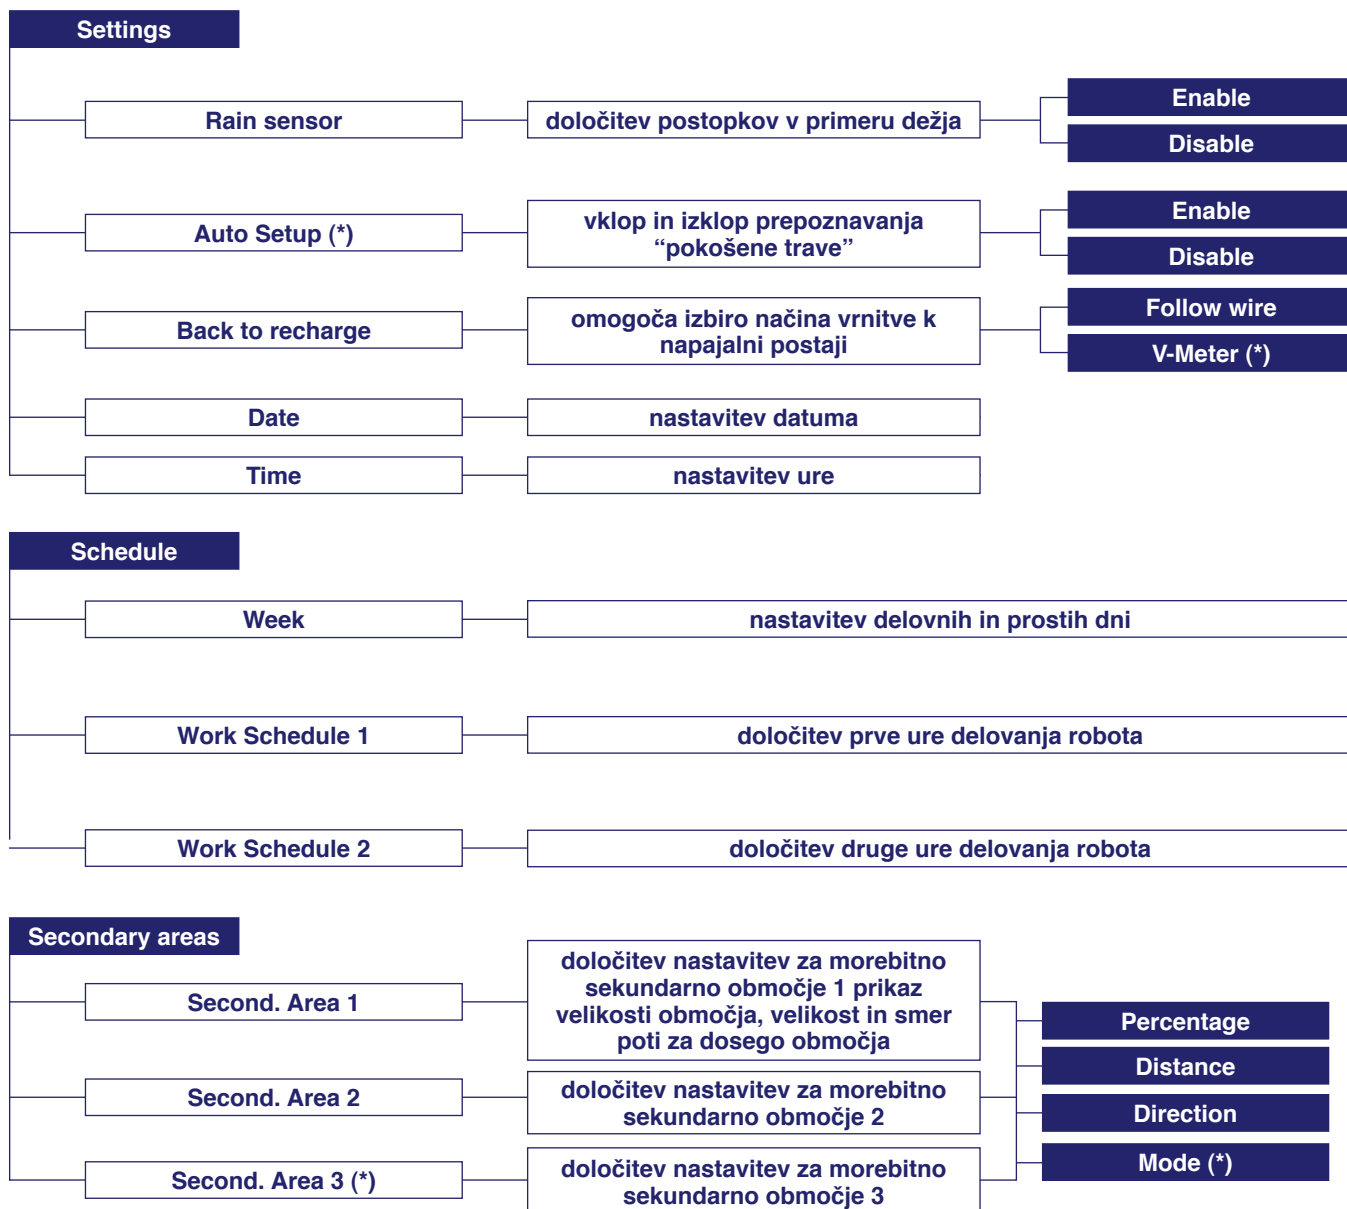 Settings
Rain sensor
določitev postopkov v primeru dežja
Enable
Disable
Auto Setup (*)
vklop in izklop prepoznavanja
“pokošene trave”
Enable
Disable
Back to recharge
omogoča izbiro načina vrnitve k
napajalni postaji
Follow wire
V-Meter (*)
Date
nastavitev datuma
Time
nastavitev ure
Schedule
Week
nastavitev delovnih in prostih dni
Work Schedule 1
določitev prve ure delovanja robota
Work Schedule 2
določitev druge ure delovanja robota
Secondary areas
Second. Area 1
določitev nastavitev za morebitno
sekundarno območje 1 prikaz
velikosti območja, velikost in smer
poti za dosego območja
Second. Area 2
določitev nastavitev za morebitno
sekundarno območje 2
Second. Area 3 (*)
določitev nastavitev za morebitno
sekundarno območje 3
Percentage
Distance
Direction
Mode (*)